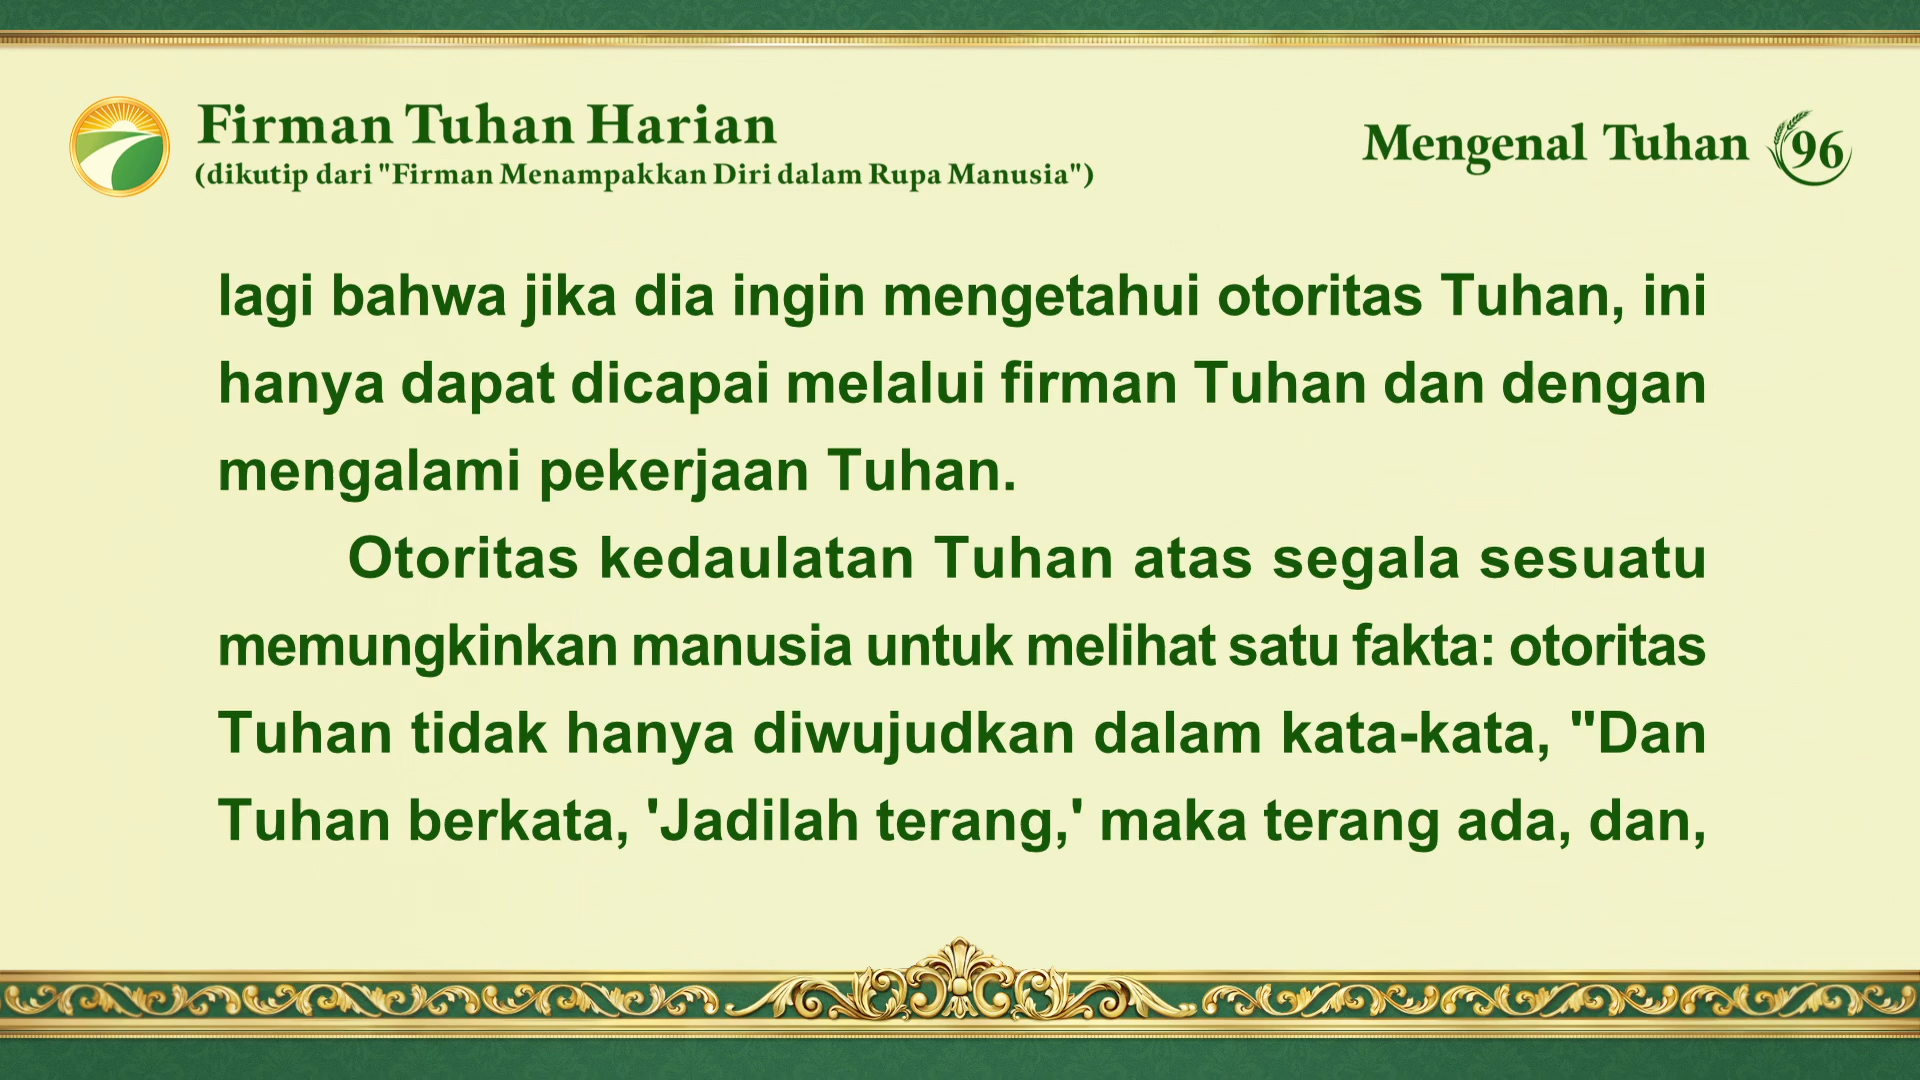 Firman Tuhan Harian
(dikutip dari "Firman Menampakkan Diri dalam Rupa Manusia")
Mengenal Tuhan 96
lagi bahwa jika dia ingin mengetahui otoritas Tuhan, ini
hanya dapat dicapai melalui firman Tuhan dan dengan
mengalami pekerjaan Tuhan.
Otoritas kedaulatan Tuhan atas segala sesuatu
memungkinkan manusia untuk melihat satu fakta: otoritas
Tuhan tidak hanya diwujudkan dalam kata-kata, "Dan
Tuhan berkata, 'Jadilah terang,' maka terang ada, dan,